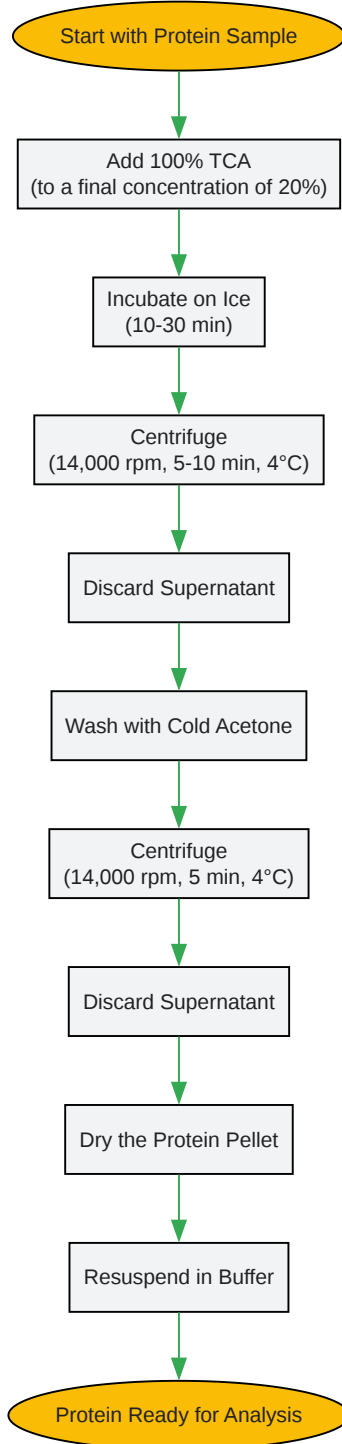 Start with Protein Sample
Add 100% TCA
(to a final concentration of 20%)
Incubate on Ice
(10-30 min)
Centrifuge
(14,000 rpm, 5-10 min, 4°C)
Discard Supernatant
Wash with Cold Acetone
Centrifuge
(14,000 rpm, 5 min, 4°C)
Discard Supernatant
Dry the Protein Pellet
Resuspend in Buffer
Protein Ready for Analysis